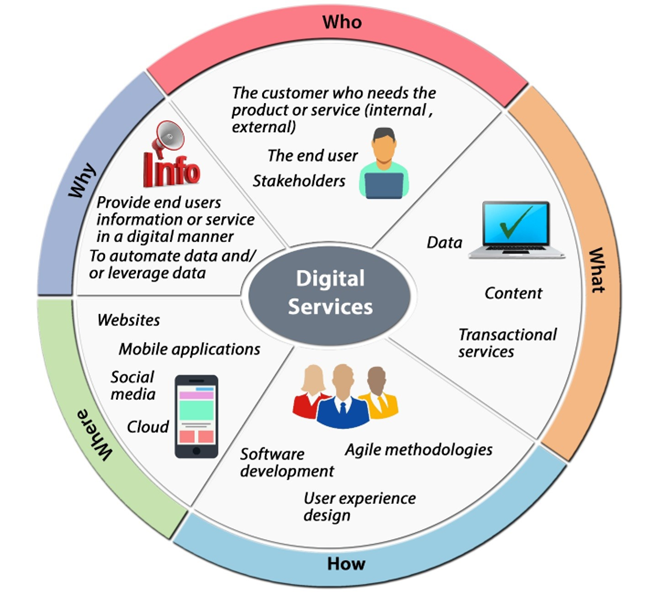 Who
The customer who needs the
product or service (internal ,
external)
The end user
Stakeholders
What
Data
Content
Transactional
services
How
Software
development
Agile methodologies
User experience
design
Where
Websites
Mobile applications
Social
media
Cloud
Why
Info
Provide end users
information or service
in a digital manner
To automate data and/
or leverage data
Digital
Services